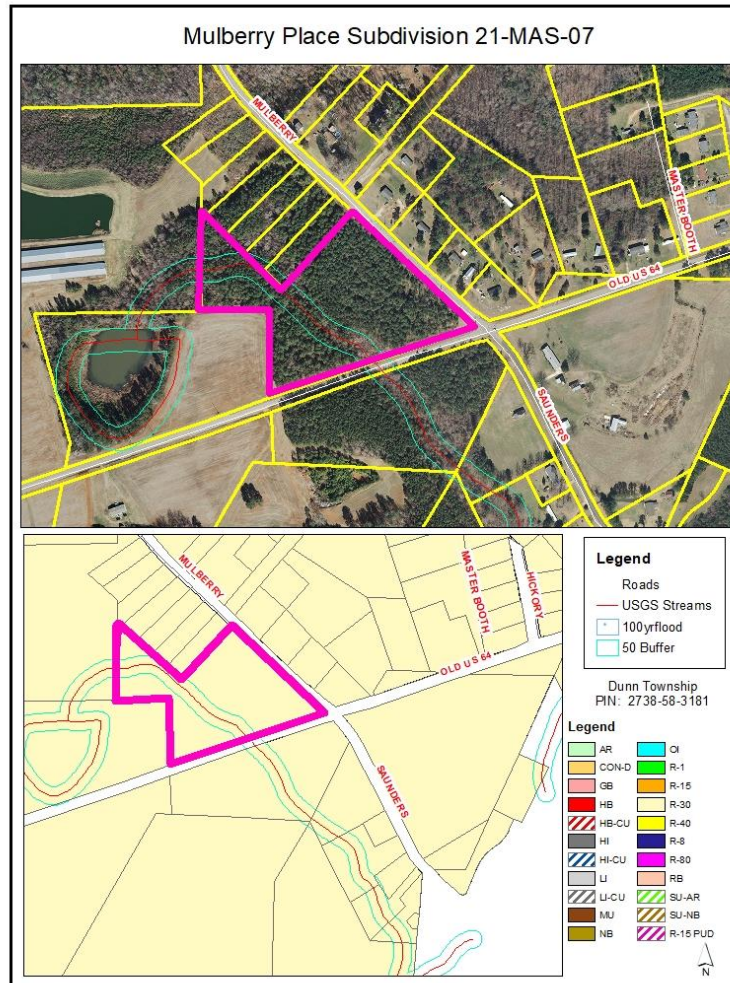 Mulberry Place Subdivision 21-MAS-07
MULBERRY
MASTER BOOTH
OLD US 64
SAUNDERS
MULBERRY
MASTER BOOTH
HICKORY
OLD US 64
SAUNDERS
Legend
Roads
USGS Streams
100yrflood
50 Buffer
Dunn Township
PIN: 2738-58-3181
Legend
AR
CON-D
GB
HB
HB-CU
HI
HI-CU
LI
LI-CU
MU
NB
OI
R-1
R-15
R-30
R-40
R-8
R-80
RB
SU-AR
SU-NB
R-15 PUD
N